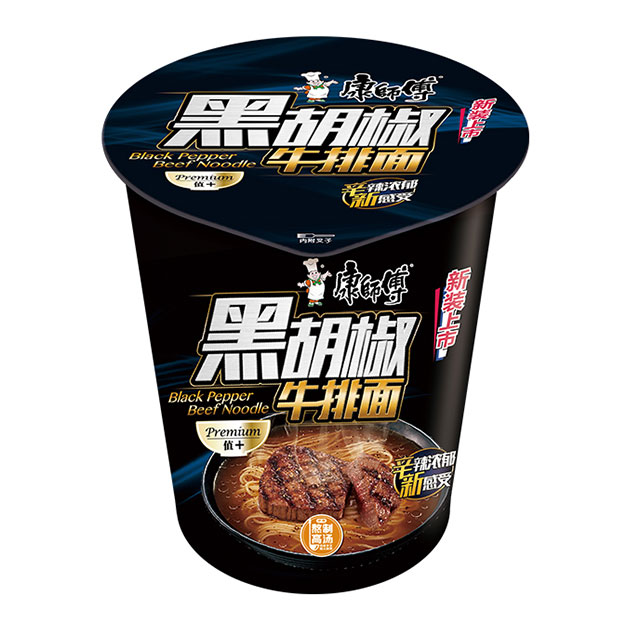 康師傅
黑胡椒
牛排面
Black Pepper
Beef Noodle
Premium
值+
新装上市
辛辣浓郁
新感受
内附叉子
康師傅
黑胡椒
牛排面
Black Pepper
Beef Noodle
Premium
值+
新装上市
辛辣浓郁
新感受
熬制
高汤